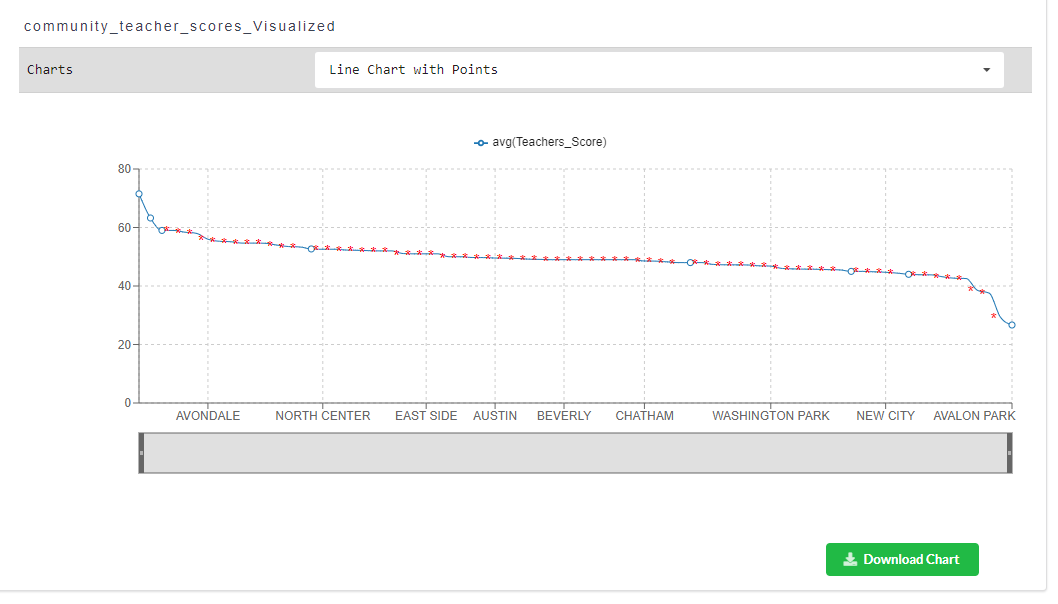 community_teacher_scores_Visualized
Charts
Line Chart with Points
avg(Teachers_Score)
80
60
40
20
0
AVONDALE NORTH CENTER EAST SIDE AUSTIN BEVERLY CHATHAM WASHINGTON PARK NEW CITY AVALON PARK
Download Chart